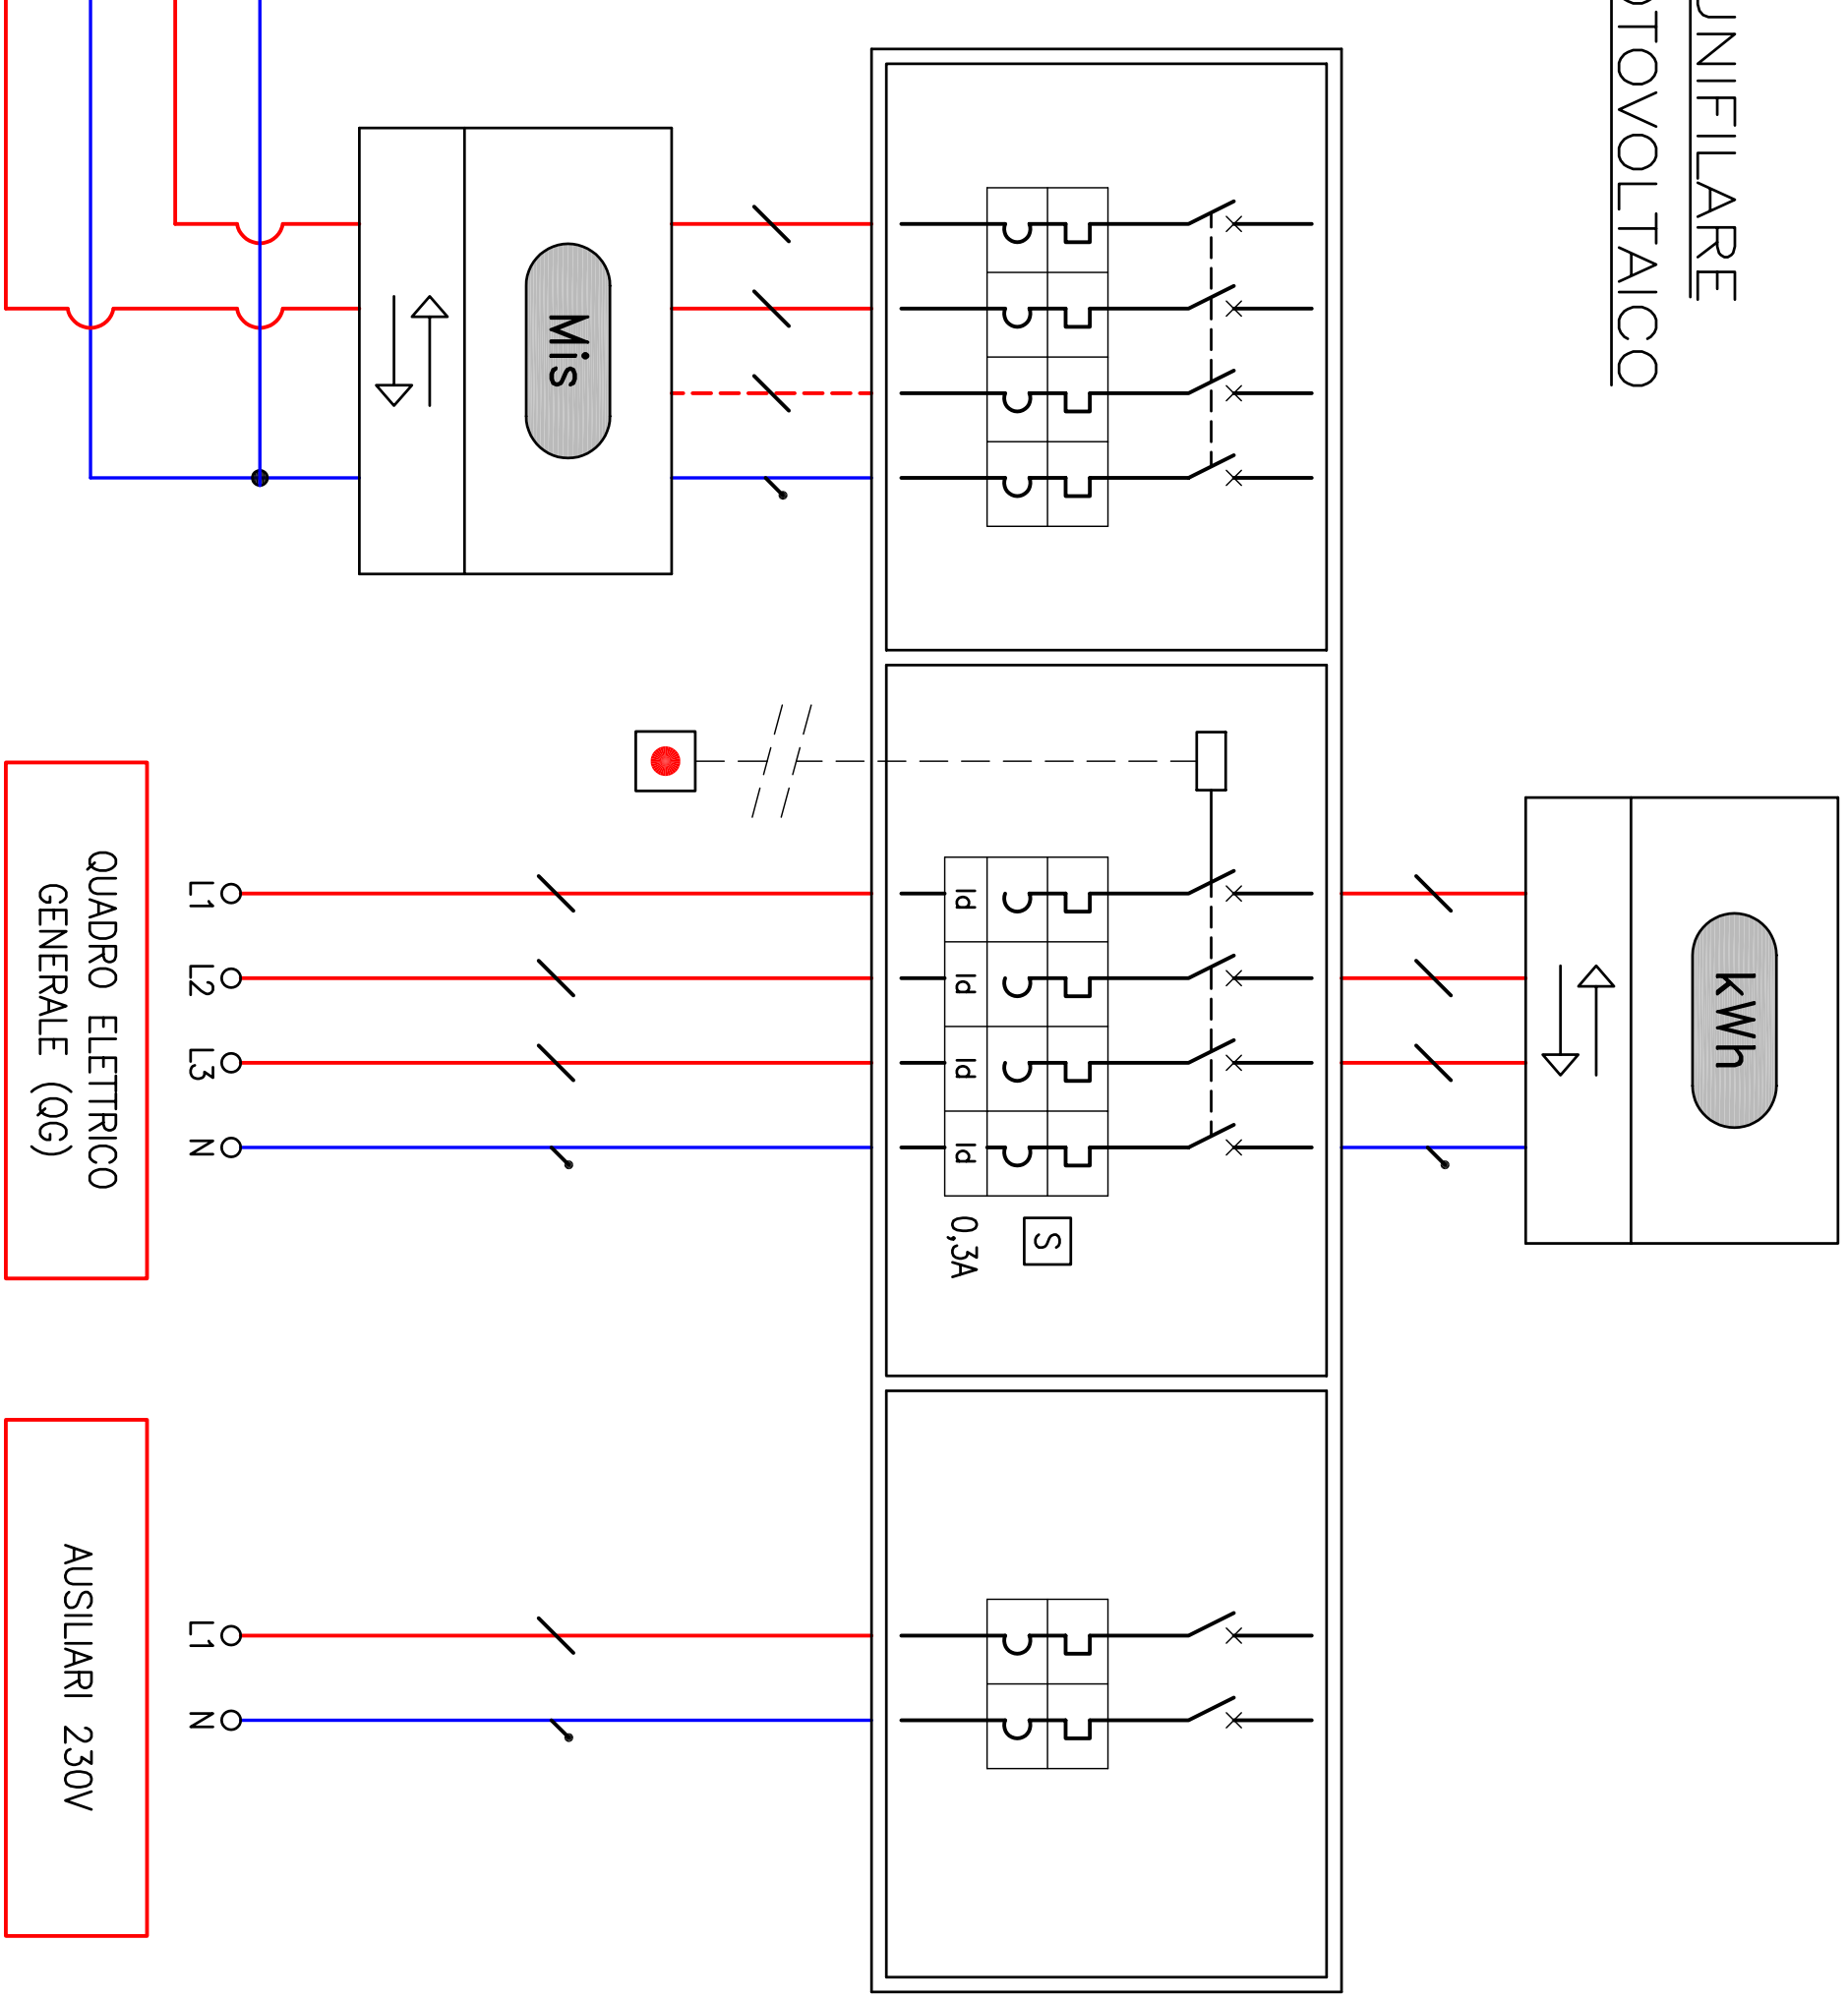 UNIFILARE
OTOVOLTAICO
kWh
Mis
Id
Id
Id
Id
S
0,3A
L1
L2
L3
N
L1
N
QUADRO ELETTRICO
GENERALE (QG)
AUSILIARI 230V